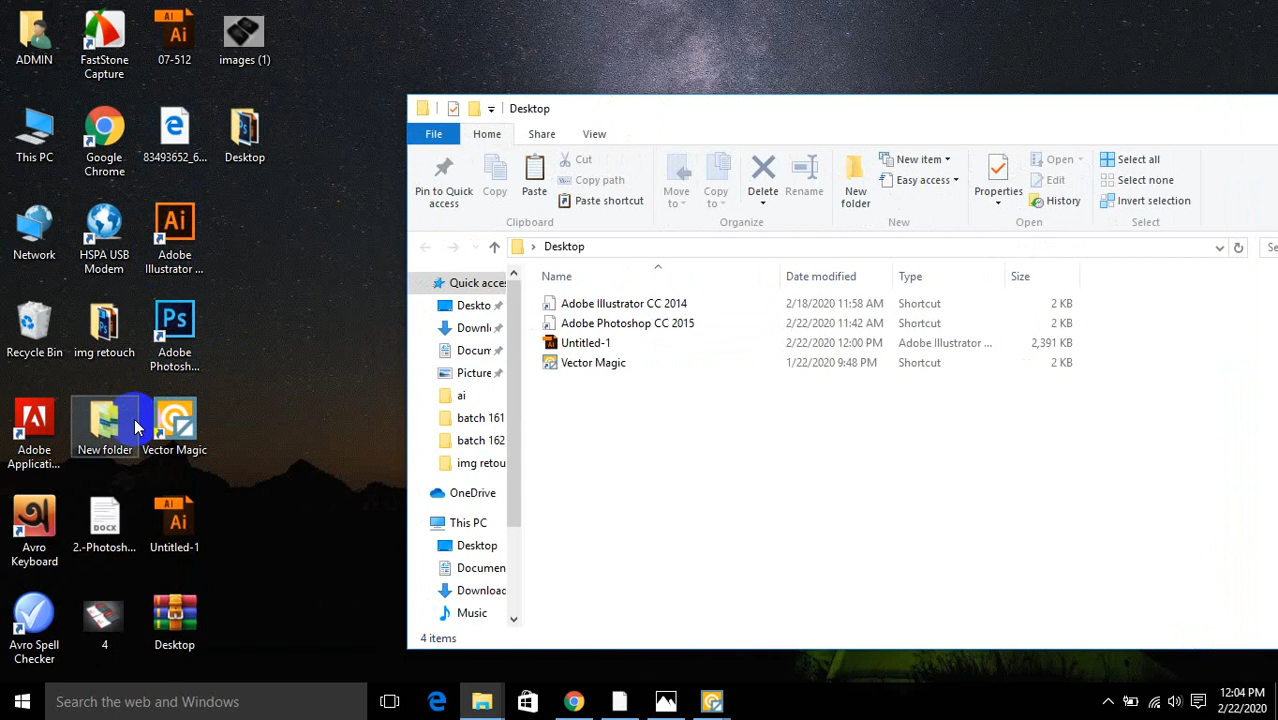 ADMIN
FastStone
Capture
07-512
images (1)
This PC
Google
Chrome
83493652_6...
Desktop
Network
HSPA USB
Modem
Adobe
Illustrator ...
Recycle Bin
img retouch
Adobe
Photosh...
Adobe
Applicati...
New folder
Vector Magic
Avro
Keyboard
2.-Photosh...
Untitled-1
Avro Spell
Checker
4
Desktop
Desktop
File
Home
Share
View
Pin to Quick
access
Copy
Paste
Cut
Copy path
Paste shortcut
Clipboard
Move
to
Copy
to
Delete
Rename
Organize
New
folder
New item
Easy access
New
Properties
Open
Edit
History
Open
Select all
Select none
Invert selection
Select
Desktop
Se
Name
Date modified
Type
Size
Adobe Illustrator CC 2014 2/18/2020 11:58 AM Shortcut 2 KB
Adobe Photoshop CC 2015 2/22/2020 11:42 AM Shortcut 2 KB
Untitled-1 2/22/2020 12:00 PM Adobe Illustrator ... 2,391 KB
Vector Magic 1/22/2020 9:48 PM Shortcut 2 KB
Quick acces
Deskto
Downl
Docum
Picture
ai
batch 161
batch 162
img retou
OneDrive
This PC
Desktop
Documen
Download
Music
4 items
Search the web and Windows
12:04 PM
2/22/2020
Ai
Ai
Ps
Ai
DOCX